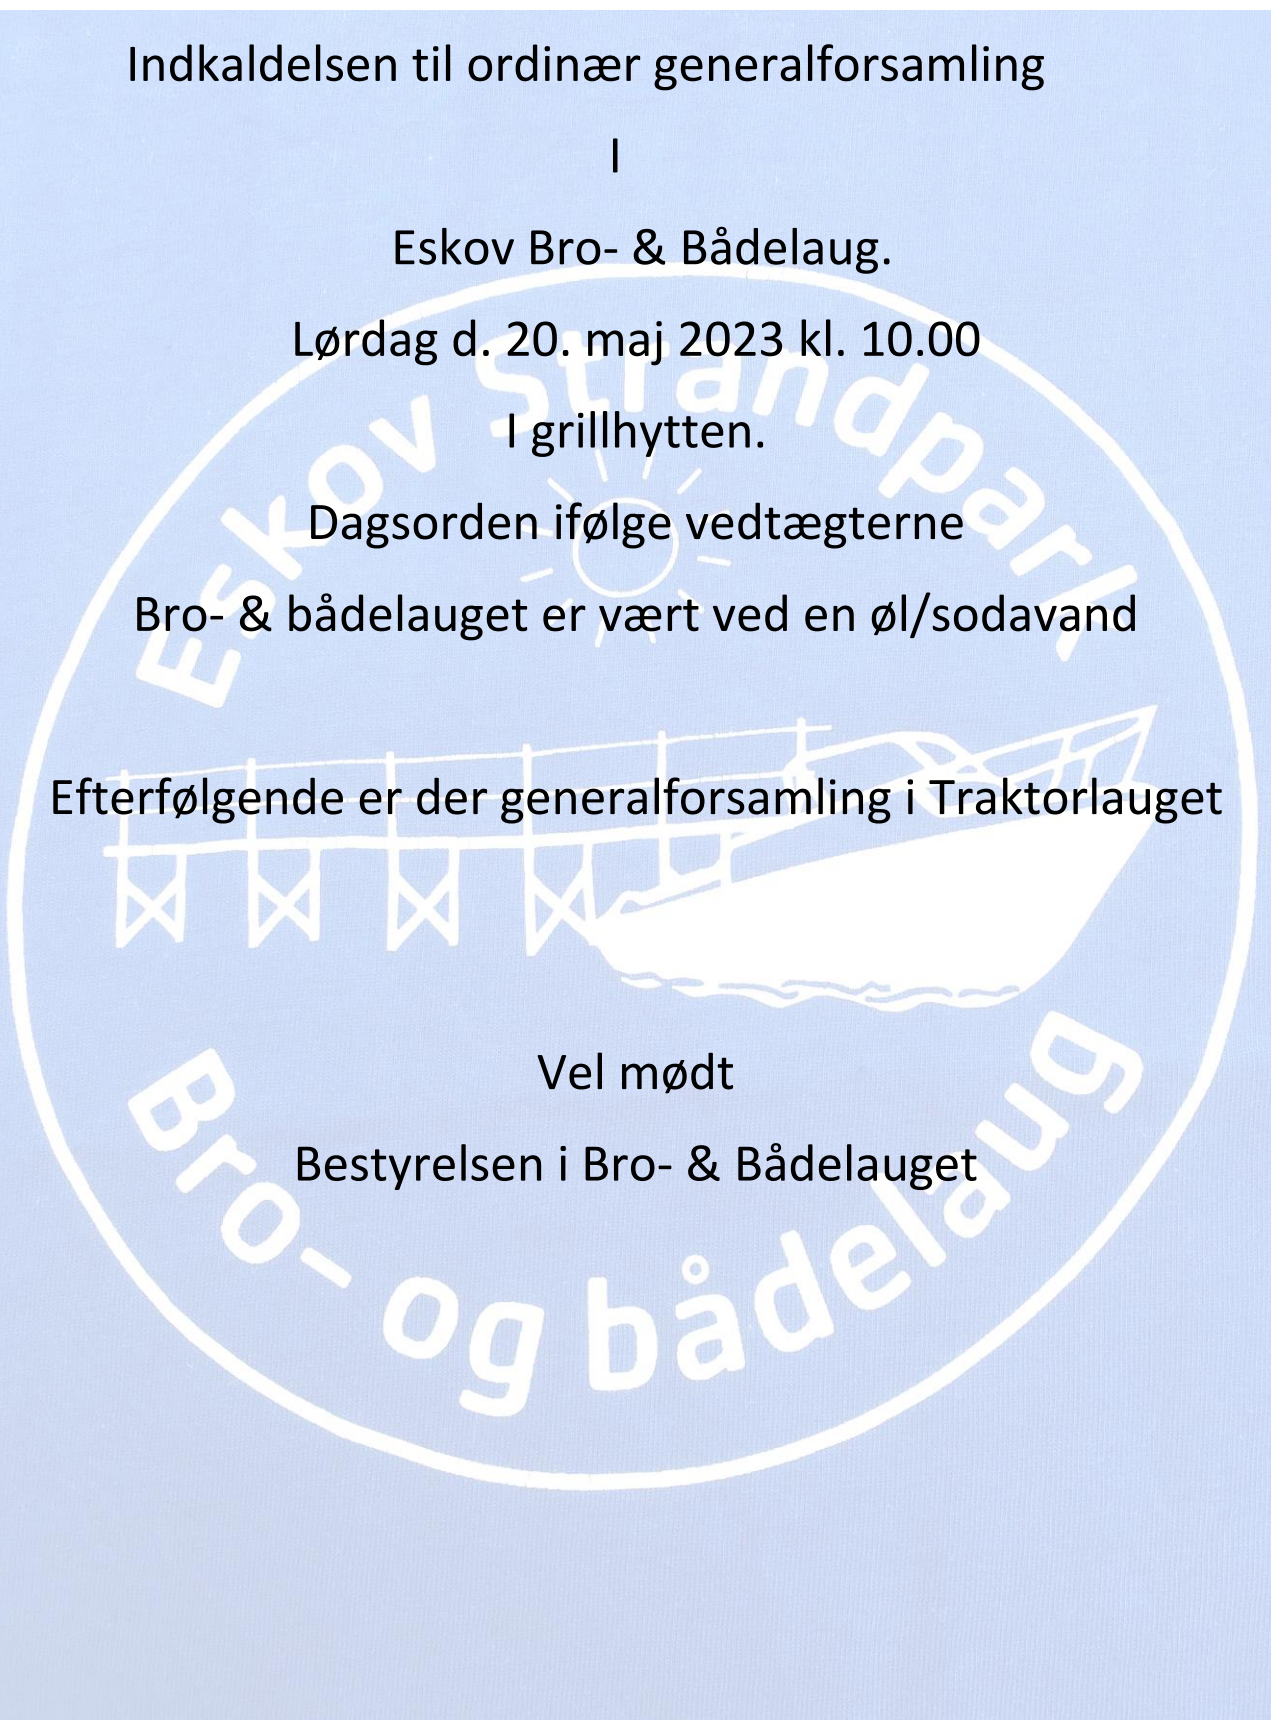 Indkaldelsen til ordinær generalforsamling
I
Eskov Bro- & Bådelaug.
Lørdag d. 20. maj 2023 kl. 10.00
I grillhytten.
Dagsorden ifølge vedtægterne
Bro- & bådelauget er vært ved en øl/sodavand
Efterfølgende er der generalforsamling i Traktorlauget
Vel mødt
Bestyrelsen i Bro- & Bådelauget
Eskov Strandpark
Bro- og bådelaug